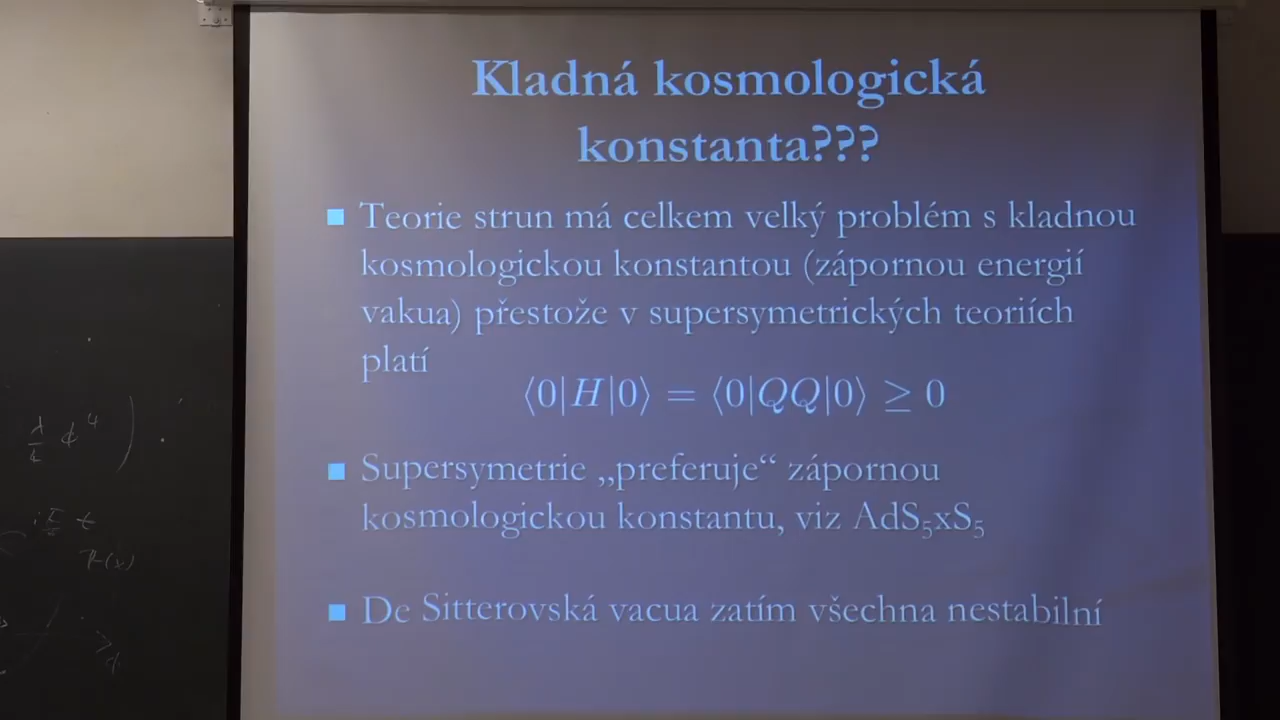 Kladná kosmologická
konstanta???
Teorie strun má celkem velký problém s kladnou
kosmologickou konstantou (zápornou energií
vakua) přestože v supersymetrických teoriích
platí
⟨0|H|0⟩ = ⟨0|QQ|0⟩ ≥ 0
Supersymetrie „preferuje“ zápornou
kosmologickou konstantu, viz AdS₅xS₅
De Sitterovská vacua zatím všechna nestabilní